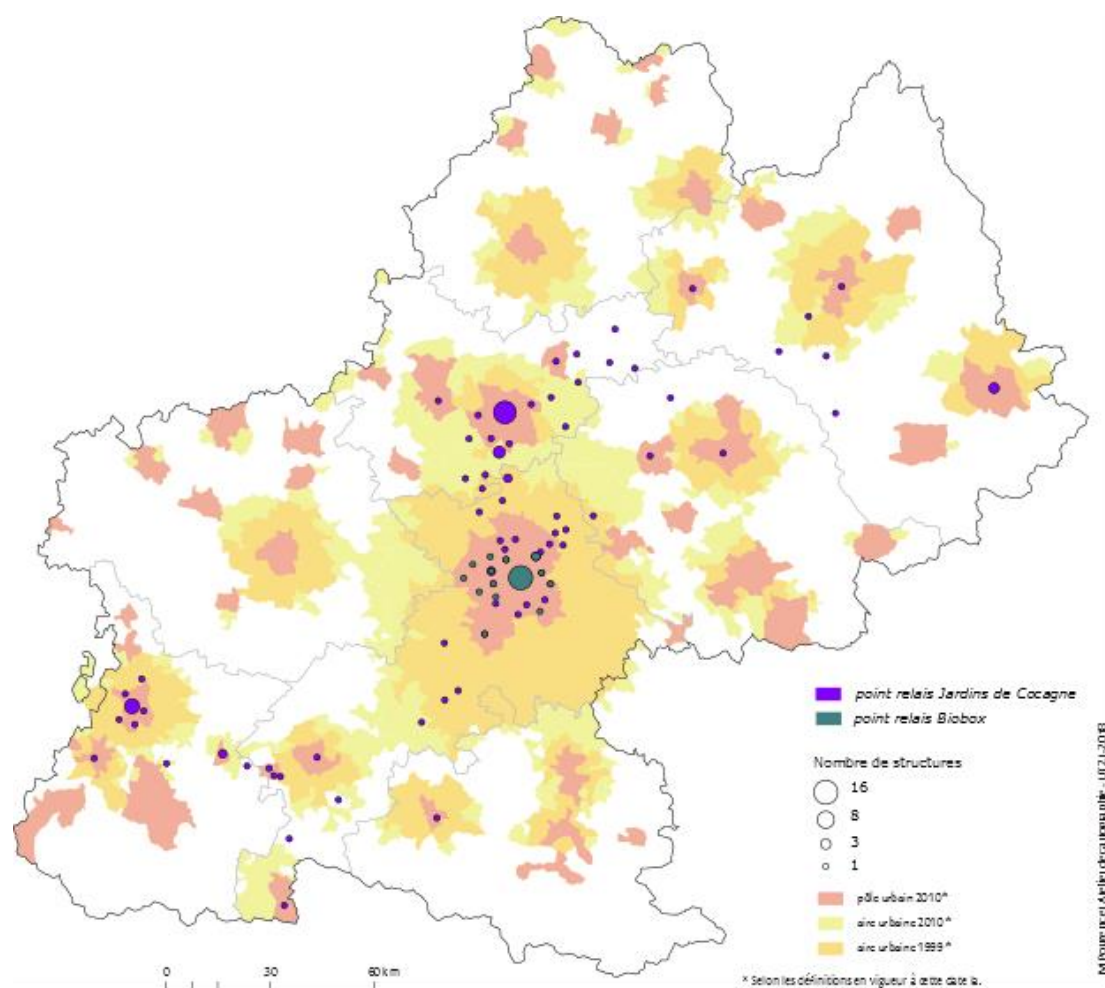 point relais Jardins de Cocagne
point relais Biobox
Nombre de structures
16
8
3
1
pôle urbain 2010*
aire urbaine 2010*
aire urbaine 1999*
0 30 60 km
* Selon les définitions en vigueur à cette date la.